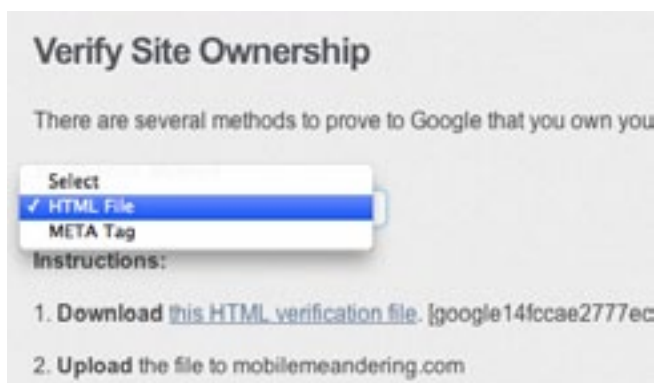 Verify Site Ownership
There are several methods to prove to Google that you own you
Select
✓ HTML File
META Tag
Instructions:
1. Download this HTML verification file. [google14fccae2777ec
2. Upload the file to mobilemeandering.com